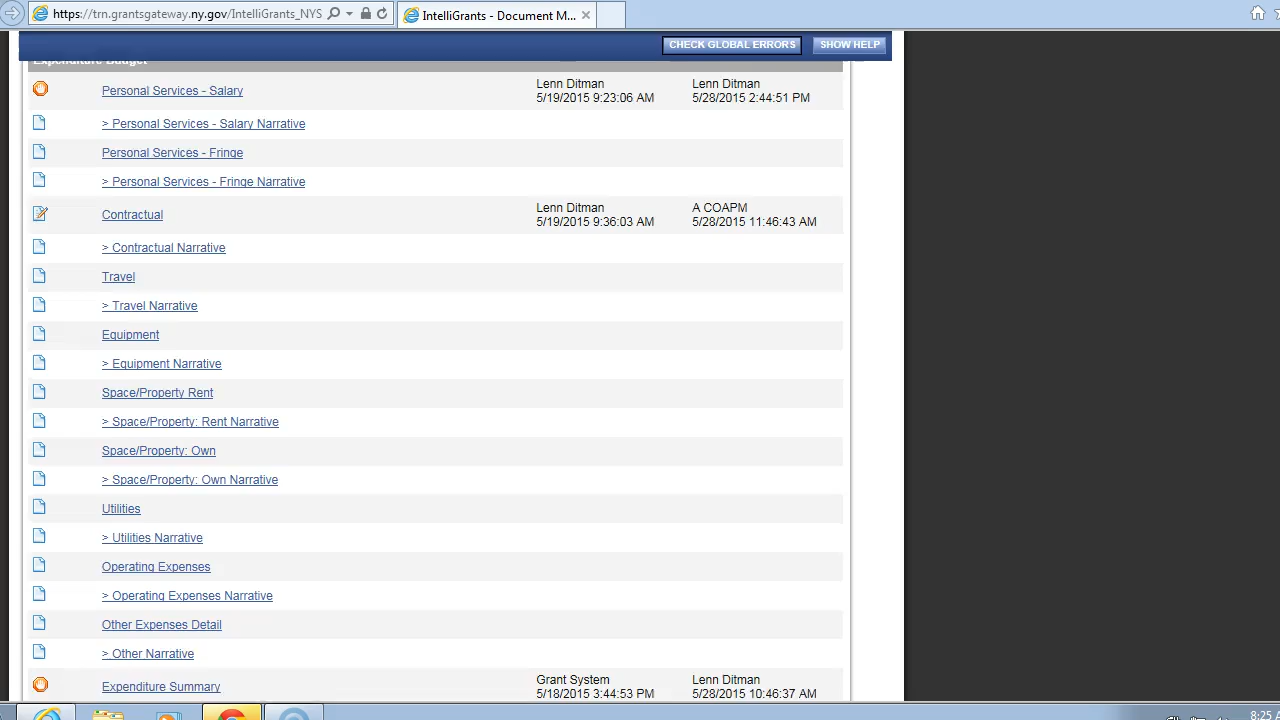 https://trn.grantsgateway.ny.gov/IntelliGrants_NYS
IntelliGrants - Document M...
CHECK GLOBAL ERRORS
SHOW HELP
Expenditure Budget
Personal Services - Salary
Lenn Ditman
5/19/2015 9:23:06 AM
Lenn Ditman
5/28/2015 2:44:51 PM
> Personal Services - Salary Narrative
Personal Services - Fringe
> Personal Services - Fringe Narrative
Contractual
Lenn Ditman
5/19/2015 9:36:03 AM
A COAPM
5/28/2015 11:46:43 AM
> Contractual Narrative
Travel
> Travel Narrative
Equipment
> Equipment Narrative
Space/Property Rent
> Space/Property: Rent Narrative
Space/Property: Own
> Space/Property: Own Narrative
Utilities
> Utilities Narrative
Operating Expenses
> Operating Expenses Narrative
Other Expenses Detail
> Other Narrative
Expenditure Summary
Grant System
5/18/2015 3:44:53 PM
Lenn Ditman
5/28/2015 10:46:37 AM
8:25